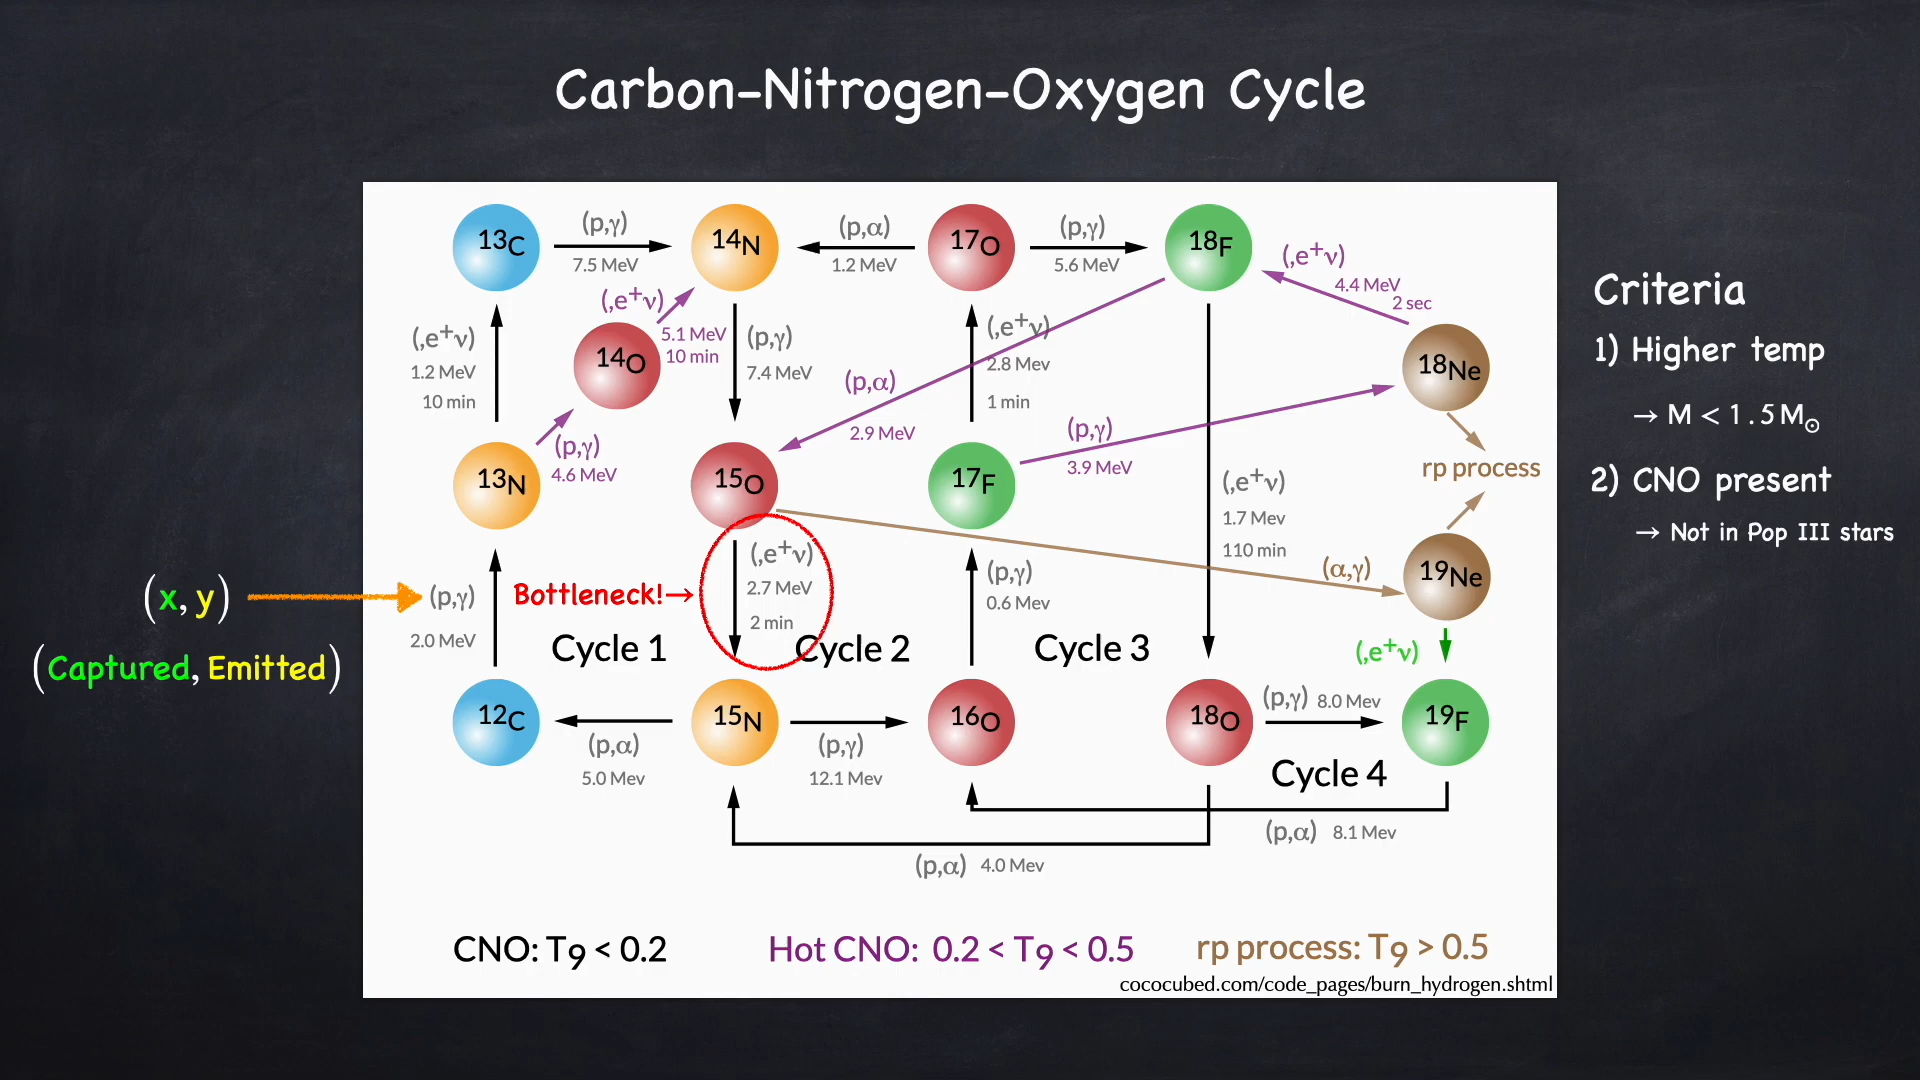 Carbon-Nitrogen-Oxygen Cycle
13C
(p,γ)
7.5 MeV
14N
(p,α)
1.2 MeV
17O
(p,γ)
5.6 MeV
18F
(,e+ν)
4.4 MeV
2 sec
(,e+ν)
1.2 MeV
10 min
(,e+ν)
5.1 MeV
10 min
14O
(p,γ)
7.4 MeV
(,e+ν)
2.8 Mev
1 min
(p,α)
2.9 MeV
18Ne
13N
(p,γ)
4.6 MeV
15O
17F
(p,γ)
3.9 MeV
(,e+ν)
1.7 Mev
110 min
rp process
(p,γ)
2.0 MeV
Bottleneck!→
(,e+ν)
2.7 MeV
2 min
(p,γ)
0.6 Mev
(α,γ)
19Ne
(,e+ν)
Cycle 1
Cycle 2
Cycle 3
12C
(p,α)
5.0 Mev
15N
(p,γ)
12.1 Mev
16O
18O
(p,γ) 8.0 Mev
19F
Cycle 4
(p,α) 8.1 Mev
(p,α) 4.0 Mev
CNO: T9 < 0.2
Hot CNO: 0.2 < T9 < 0.5
rp process: T9 > 0.5
cococubed.com/code_pages/burn_hydrogen.shtml
(x, y)
(Captured, Emitted)
Criteria
1) Higher temp
→ M < 1.5 M⊙
2) CNO present
→ Not in Pop III stars